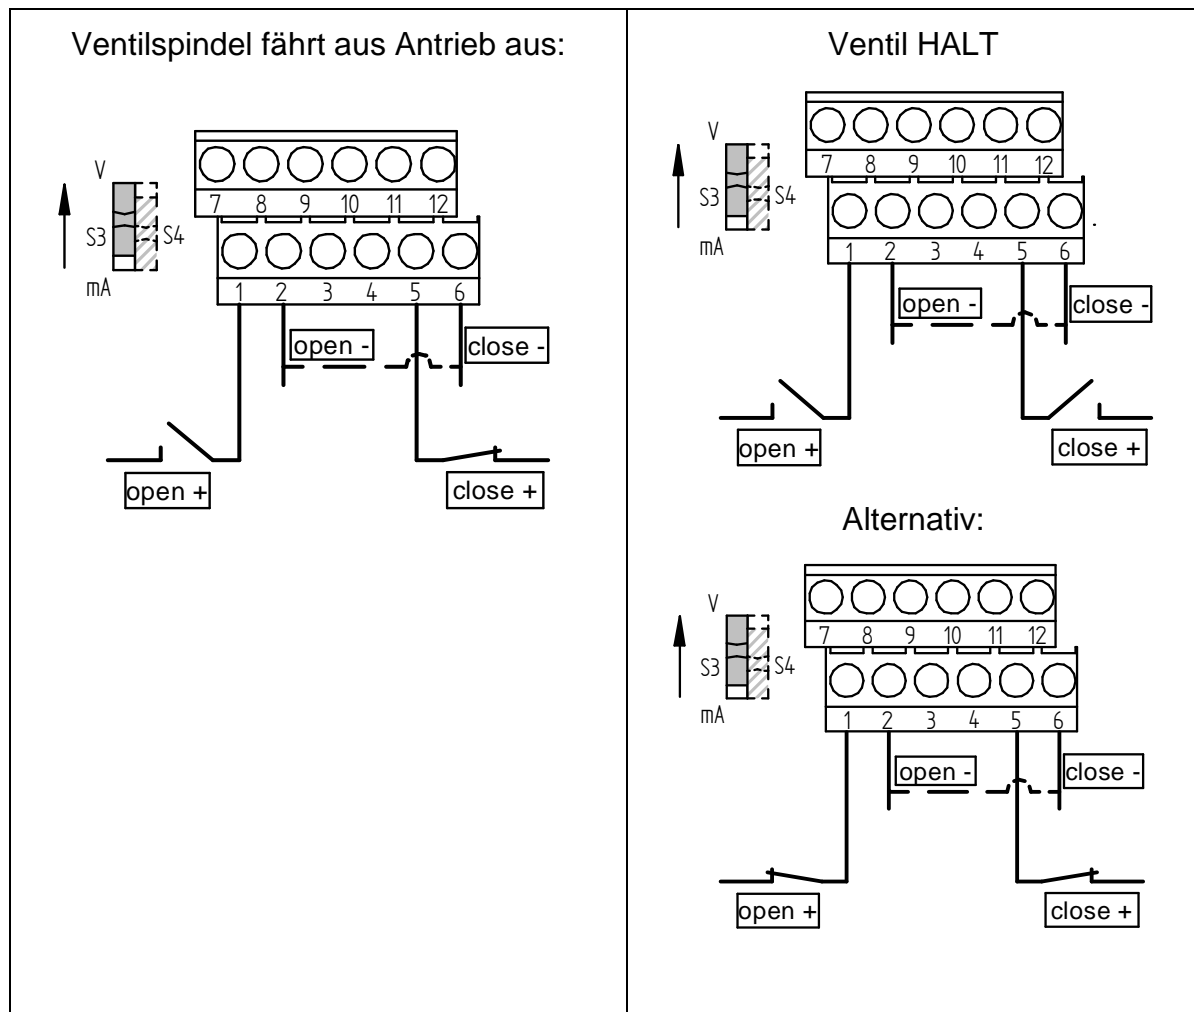 Ventilspindel fährt aus Antrieb aus:
V
S3 S4
mA
7 8 9 10 11 12
1 2 3 4 5 6
open -
close -
open +
close +
Ventil HALT
V
S3 S4
mA
7 8 9 10 11 12
1 2 3 4 5 6
open -
close -
open +
close +
Alternativ:
V
S3 S4
mA
7 8 9 10 11 12
1 2 3 4 5 6
open -
close -
open +
close +